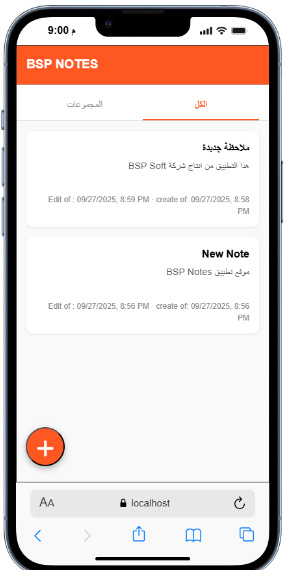 9:00 م
BSP NOTES
الكل
المجموعات
ملاحظة جديدة
هذا التطبيق من انتاج شركة BSP Soft
Edit of : 09/27/2025, 8:59 PM · create of: 09/27/2025, 8:58
PM
New Note
موقع تطبيق BSP Notes
Edit of : 09/27/2025, 8:56 PM · create of: 09/27/2025, 8:56
PM
+
AA
localhost